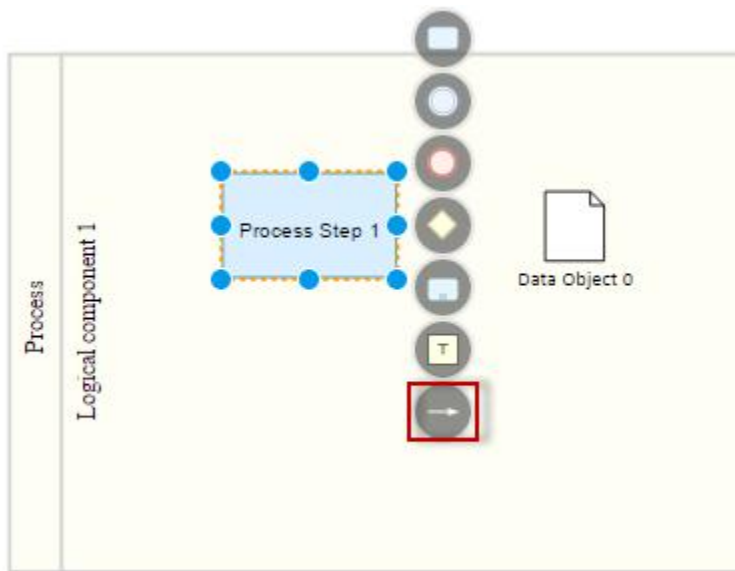 Process
Logical component 1
Process Step 1
T
Data Object 0